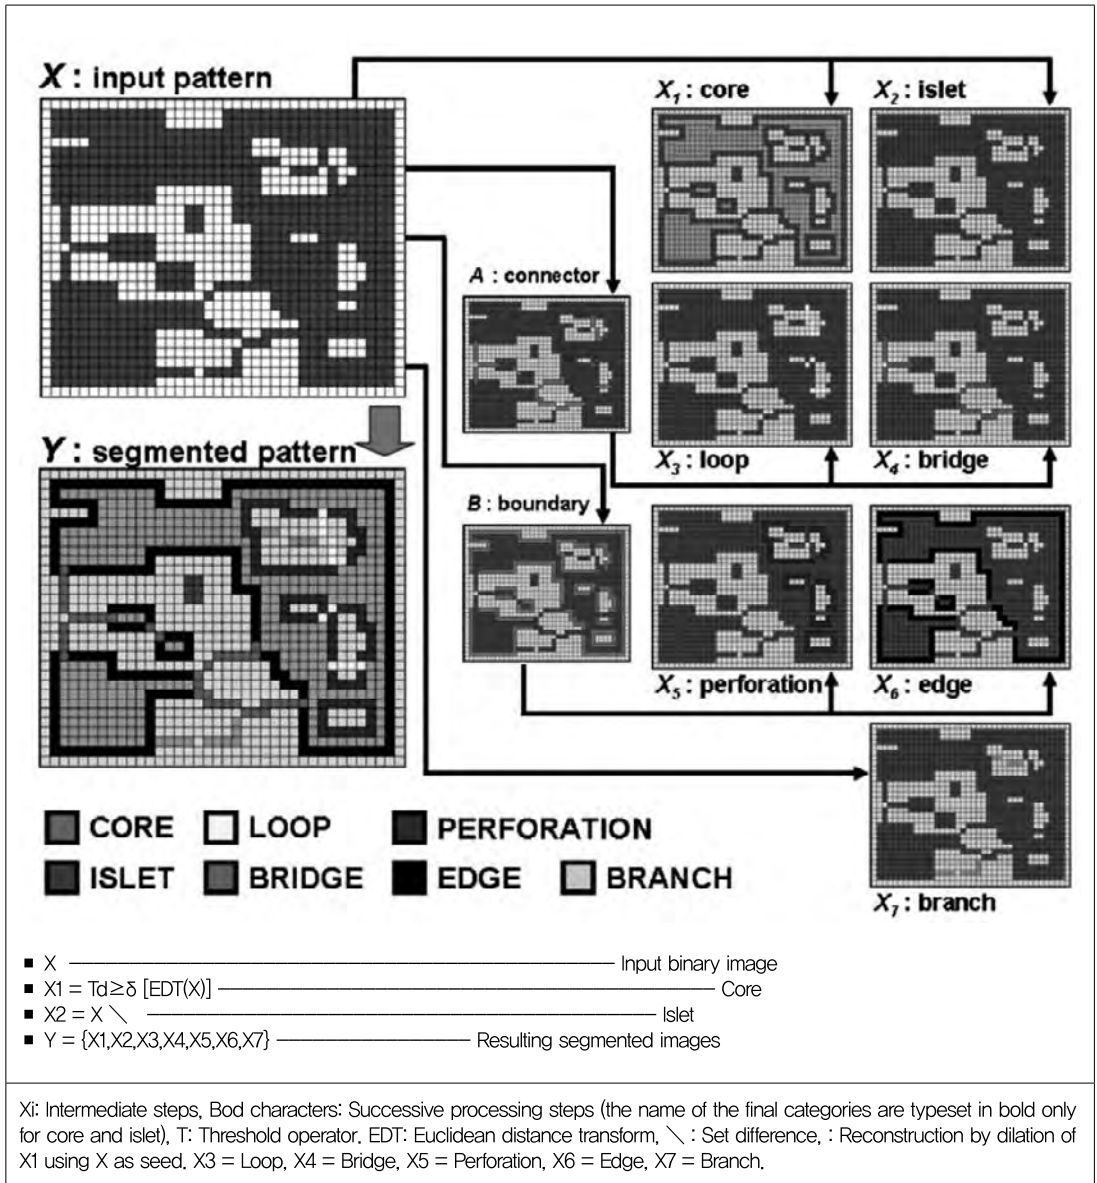 X : input pattern
X1 : core
X2 : islet
A : connector
X3 : loop
X4 : bridge
Y : segmented pattern
B : boundary
X5 : perforation
X6 : edge
X7 : branch
CORE LOOP PERFORATION
ISLET BRIDGE EDGE BRANCH
■ X ─────────────── Input binary image
■ X1 = Td≥δ [EDT(X)] ─────────────── Core
■ X2 = X ＼ ─────────────── Islet
■ Y = {X1,X2,X3,X4,X5,X6,X7} ─────────────── Resulting segmented images
Xi: Intermediate steps, Bod characters: Successive processing steps (the name of the final categories are typeset in bold only
for core and islet), T: Threshold operator. EDT: Euclidean distance transform, ＼ : Set difference, : Reconstruction by dilation of
X1 using X as seed. X3 = Loop, X4 = Bridge, X5 = Perforation, X6 = Edge, X7 = Branch.